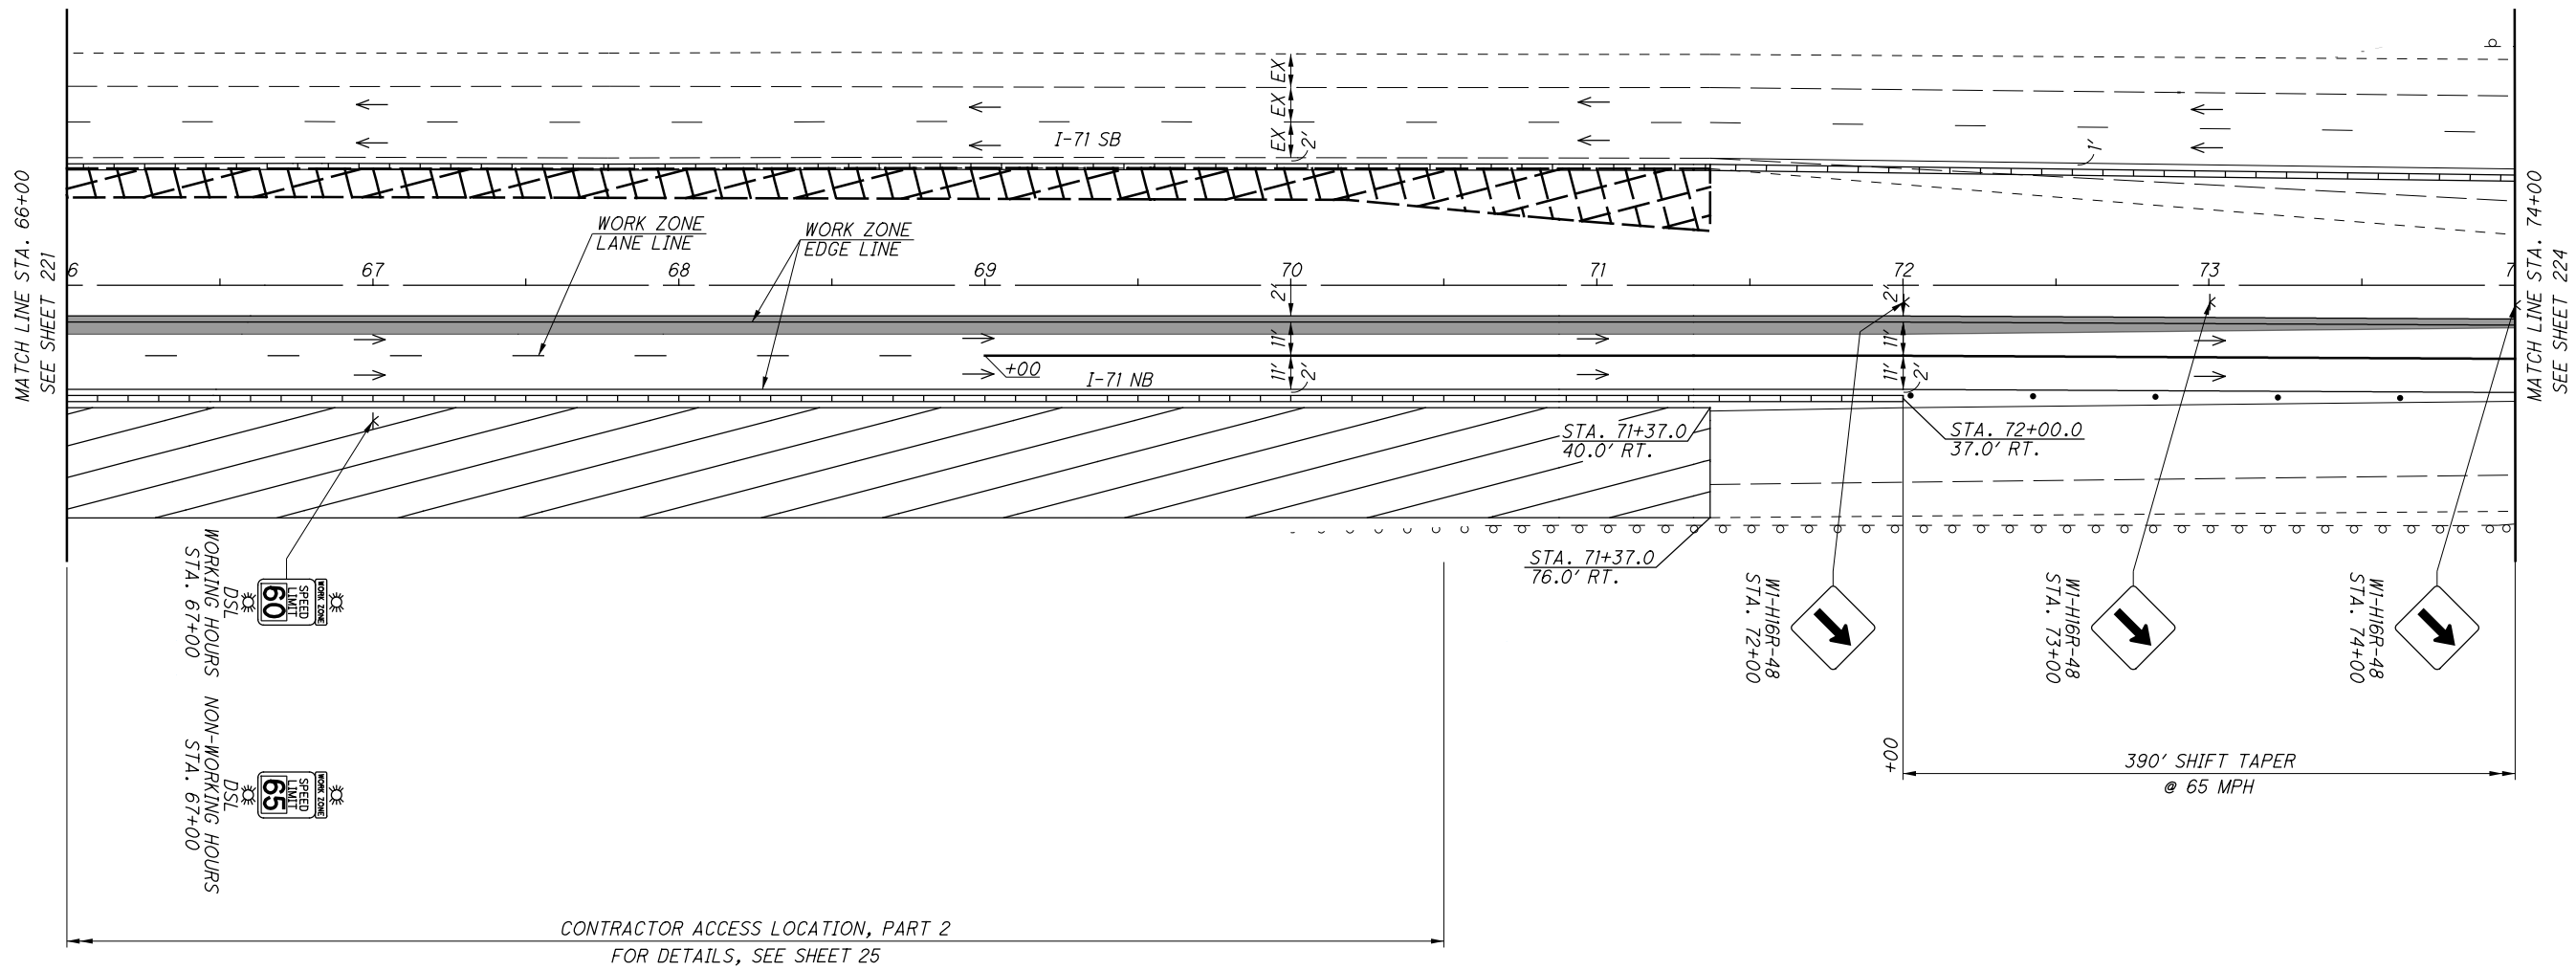 MATCH LINE STA. 66+00
SEE SHEET 221
EX
EX
EX
2'
I-71 SB
1'
WORK ZONE
LANE LINE
WORK ZONE
EDGE LINE
6
67
68
69
70
71
72
73
7
2'
2'
11'
11'
11'
11'
2'
2'
+00
I-71 NB
STA. 71+37.0
40.0' RT.
STA. 72+00.0
37.0' RT.
STA. 71+37.0
76.0' RT.
MATCH LINE STA. 74+00
SEE SHEET 224
WORK ZONE
SPEED
LIMIT
60
DSL
WORKING HOURS
STA. 67+00
WORK ZONE
SPEED
LIMIT
65
DSL
NON-WORKING HOURS
STA. 67+00
W1-H16R-48
STA. 72+00
W1-H16R-48
STA. 73+00
W1-H16R-48
STA. 74+00
+00
390' SHIFT TAPER
@ 65 MPH
CONTRACTOR ACCESS LOCATION, PART 2
FOR DETAILS, SEE SHEET 25